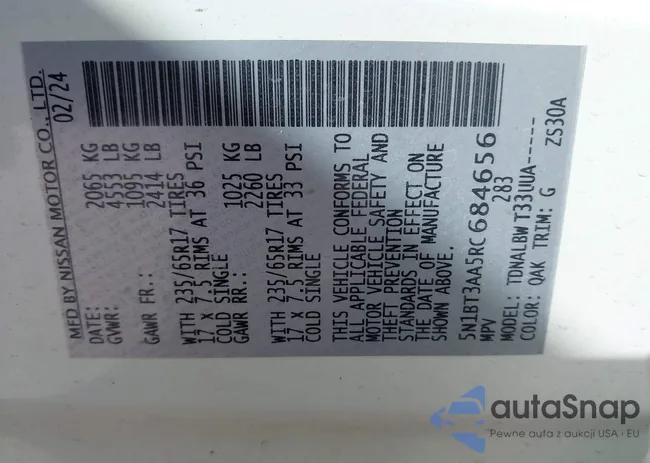 MFD BY NISSAN MOTOR CO., LTD.
DATE: 02/24
GVWR: 2065 KG
4553 LB
GAWR FR.: 1095 KG
2414 LB
WITH 235/65R17 TIRES
17 X 7.5 RIMS AT 36 PSI
COLD SINGLE
GAWR RR.: 1025 KG
2260 LB
WITH 235/65R17 TIRES
17 X 7.5 RIMS AT 33 PSI
COLD SINGLE
THIS VEHICLE CONFORMS TO
ALL APPLICABLE FEDERAL
MOTOR VEHICLE SAFETY AND
THEFT PREVENTION
STANDARDS IN EFFECT ON
THE DATE OF MANUFACTURE
SHOWN ABOVE.
5N1BT3AA5RC684656
MPV 283
MODEL: TDNALBW T33UUA-----
COLOR: QAK TRIM: G ZS30A
autaSnap
Pewne auta z aukcji USA i EU